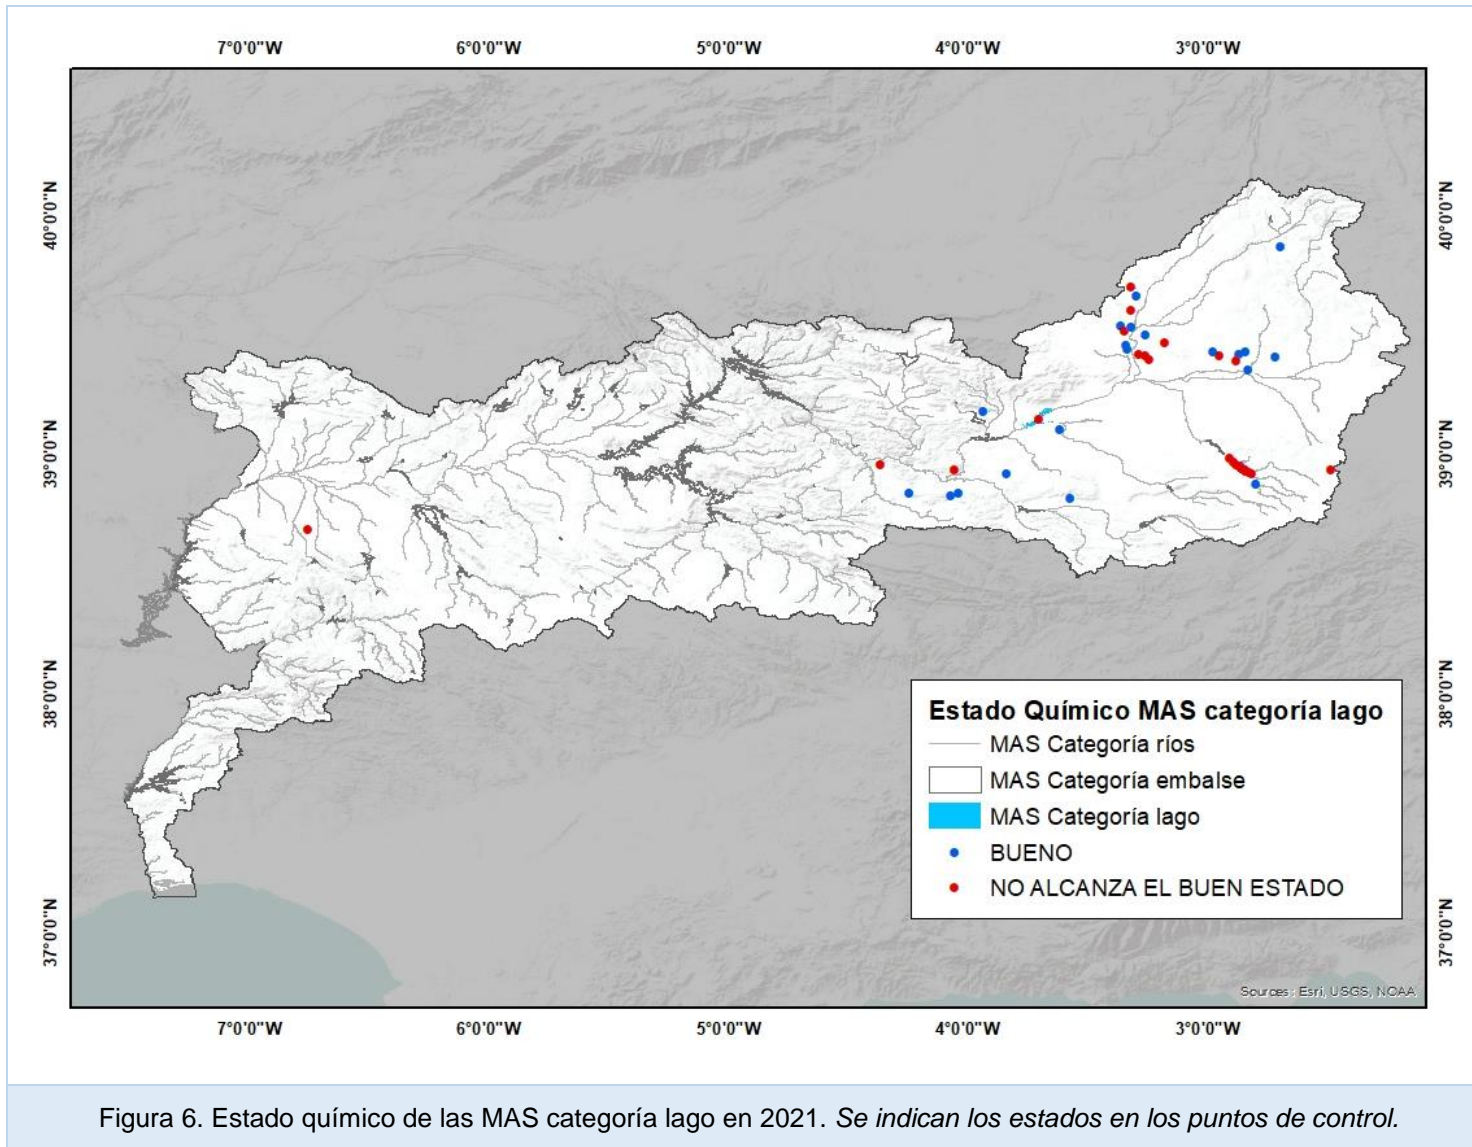 7°0'0"W 6°0'0"W 5°0'0"W 4°0'0"W 3°0'0"W
40°0'0"N
40°0'0"N
39°0'0"N
39°0'0"N
38°0'0"N
38°0'0"N
37°0'0"N
37°0'0"N
Estado Químico MAS categoría lago
MAS Categoría ríos
MAS Categoría embalse
MAS Categoría lago
BUENO
NO ALCANZA EL BUEN ESTADO
Sources: Esri, USGS, NOAA
7°0'0"W 6°0'0"W 5°0'0"W 4°0'0"W 3°0'0"W
Figura 6. Estado químico de las MAS categoría lago en 2021. Se indican los estados en los puntos de control.